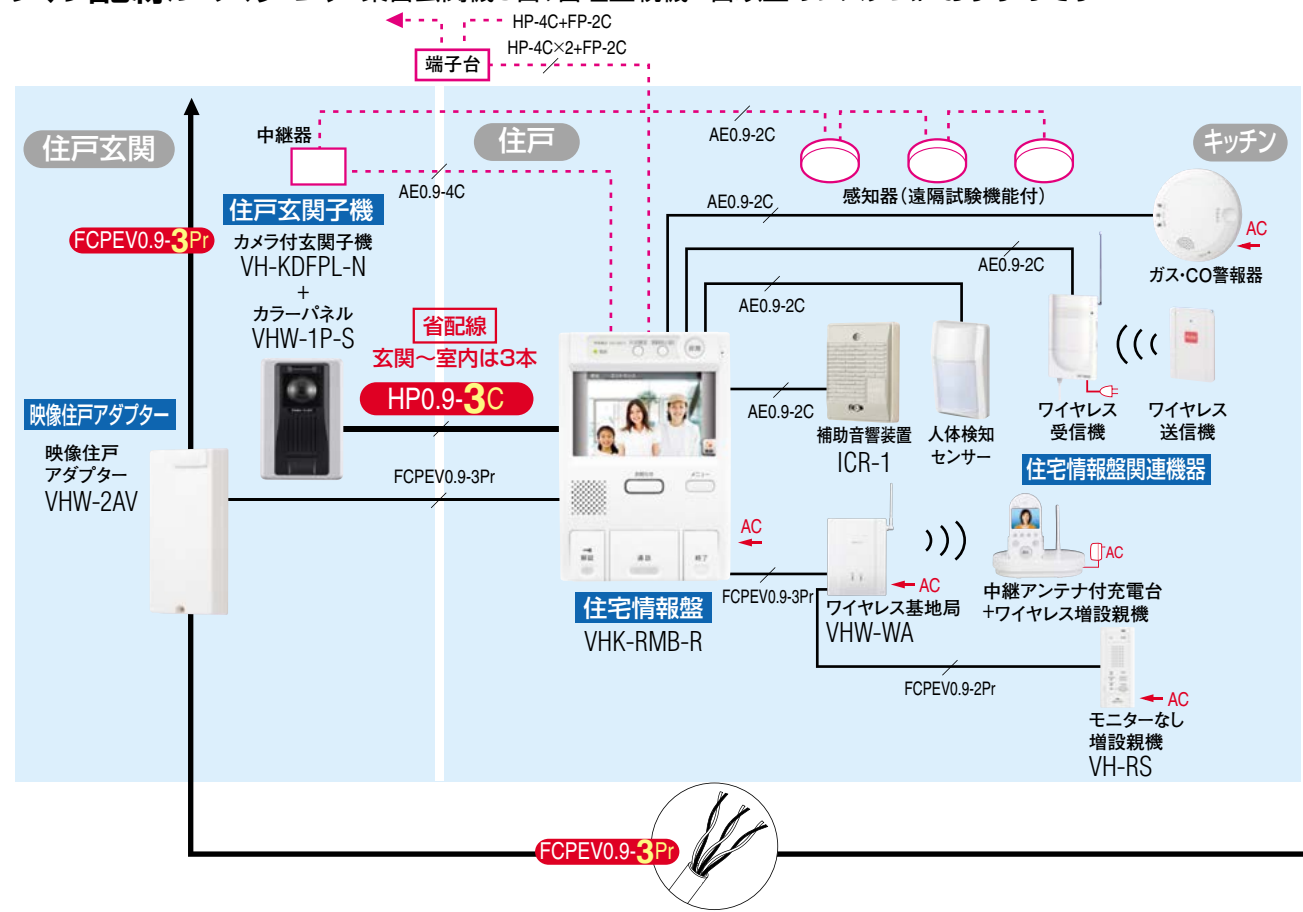 HP-4C+FP-2C
HP-4C×2+FP-2C
端子台
住戸玄関
中継器
住戸
キッチン
AE0.9-2C
AE0.9-4C
感知器(遠隔試験機能付)
AE0.9-2C
住戸玄関子機
FCPEV0.9-3Pr
カメラ付玄関子機
VH-KDFPL-N
+
カラーパネル
VHW-1P-S
AC
ガス・CO警報器
AE0.9-2C
AE0.9-2C
省配線
玄関～室内は3本
HP0.9-3C
AE0.9-2C
映像住戸アダプター
映像住戸
アダプター
VHW-2AV
FCPEV0.9-3Pr
補助音響装置
ICR-1
人体検知
センサー
ワイヤレス
受信機
ワイヤレス
送信機
住宅情報盤関連機器
メニュー
解錠
通話
終了
AC
住宅情報盤
VHK-RMB-R
FCPEV0.9-3Pr
AC
ワイヤレス基地局
VHW-WA
AC
中継アンテナ付充電台
+ワイヤレス増設親機
FCPEV0.9-2Pr
AC
モニターなし
増設親機
VH-RS
FCPEV0.9-3Pr